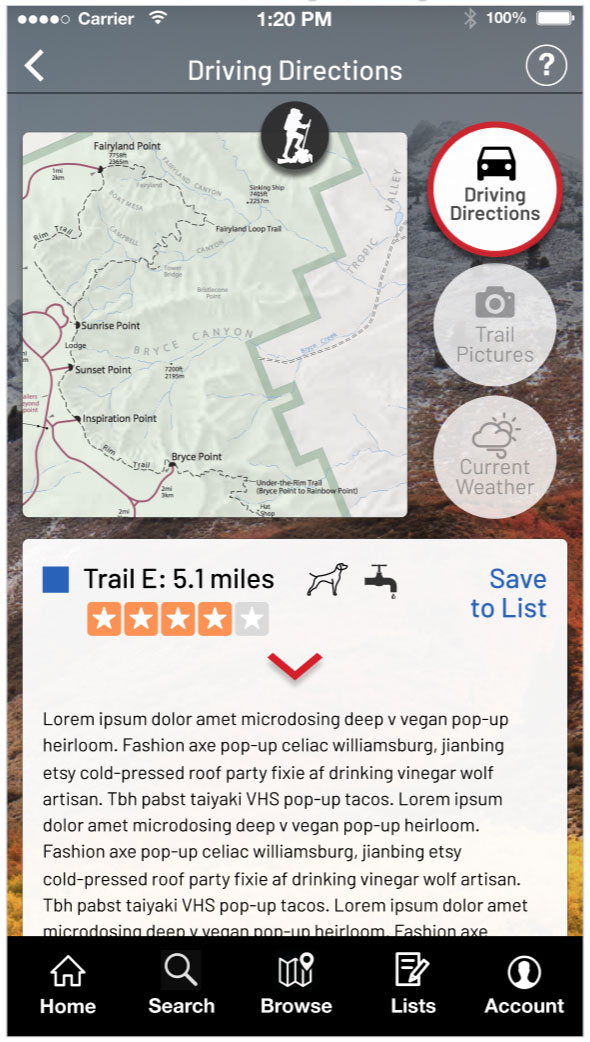 Carrier
1:20 PM
100%
Driving Directions
?
Fairyland Point
7758ft
2365m
1mi
2km
FAIRYLAND CANYON
Fairyland
Sinking Ship
7405ft
2257m
BOAT MESA
Rim Trail
CAMPBELL
CANYON
Fairyland Loop Trail
TROPIC VALLEY
Tower
Bridge
Bristlecone
Point
Sunrise Point
Lodge
BRYCE CANYON
Bryce Creek
Sunset Point
7200ft
2195m
Inspiration Point
Rim Trail
Bryce Point
2mi
3km
Under-the-Rim Trail
(Bryce Point to Rainbow Point)
Hat
Shop
2mi
Driving
Directions
Trail
Pictures
Current
Weather
Trail E: 5.1 miles
Save
to List
Lorem ipsum dolor amet microdosing deep v vegan pop-up
heirloom. Fashion axe pop-up celiac williamsburg, jianbing
etsy cold-pressed roof party fixie af drinking vinegar wolf
artisan. Tbh pabst taiyaki VHS pop-up tacos. Lorem ipsum
dolor amet microdosing deep v vegan pop-up heirloom.
Fashion axe pop-up celiac williamsburg, jianbing etsy
cold-pressed roof party fixie af drinking vinegar wolf artisan.
Tbh pabst taiyaki VHS pop-up tacos. Lorem ipsum dolor amet
microdosing deep v vegan pop-up heirloom. Fashion axe
Home
Search
Browse
Lists
Account